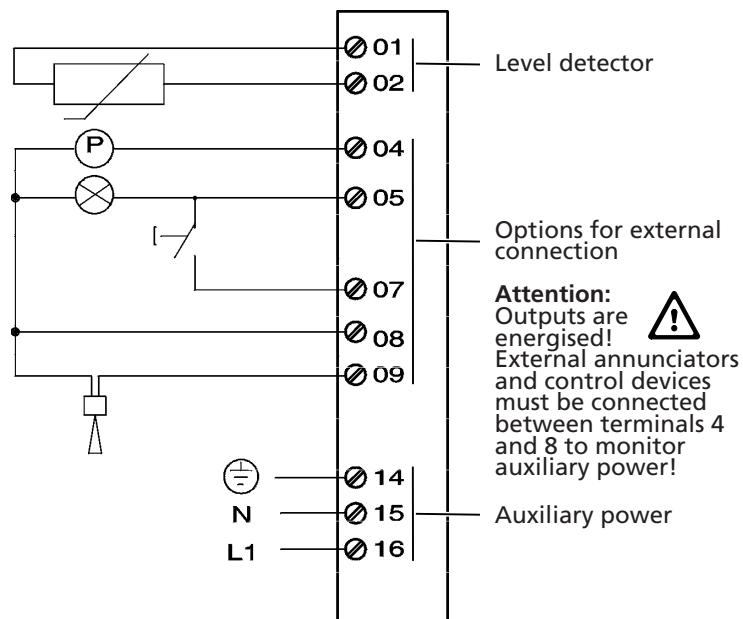 01
02
Level detector
P
04
05
07
08
09
Options for external
connection
Attention:
Outputs are
energised!
External annunciators
and control devices
must be connected
between terminals 4
and 8 to monitor
auxiliary power!
14
N
15
L1
16
Auxiliary power